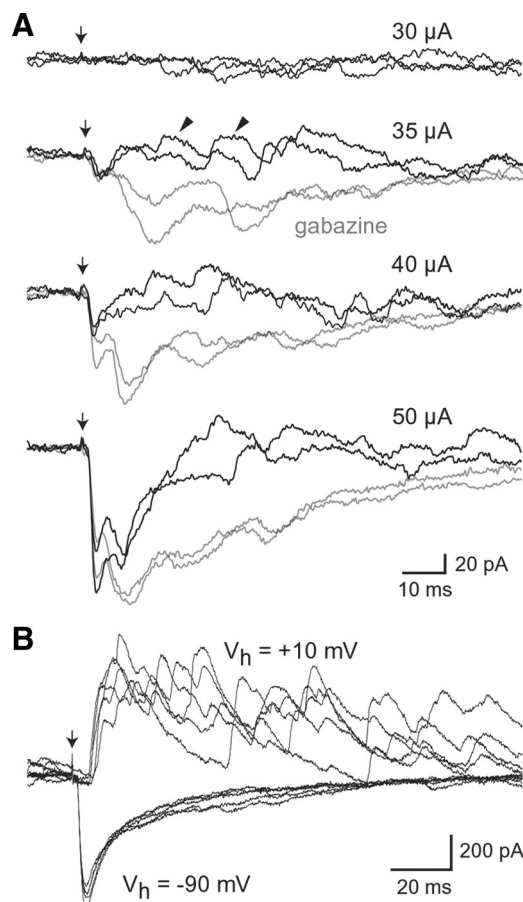 A
30 µA
35 µA
gabazine
40 µA
50 µA
20 pA
10 ms
B
Vh = +10 mV
200 pA
20 ms
Vh = -90 mV